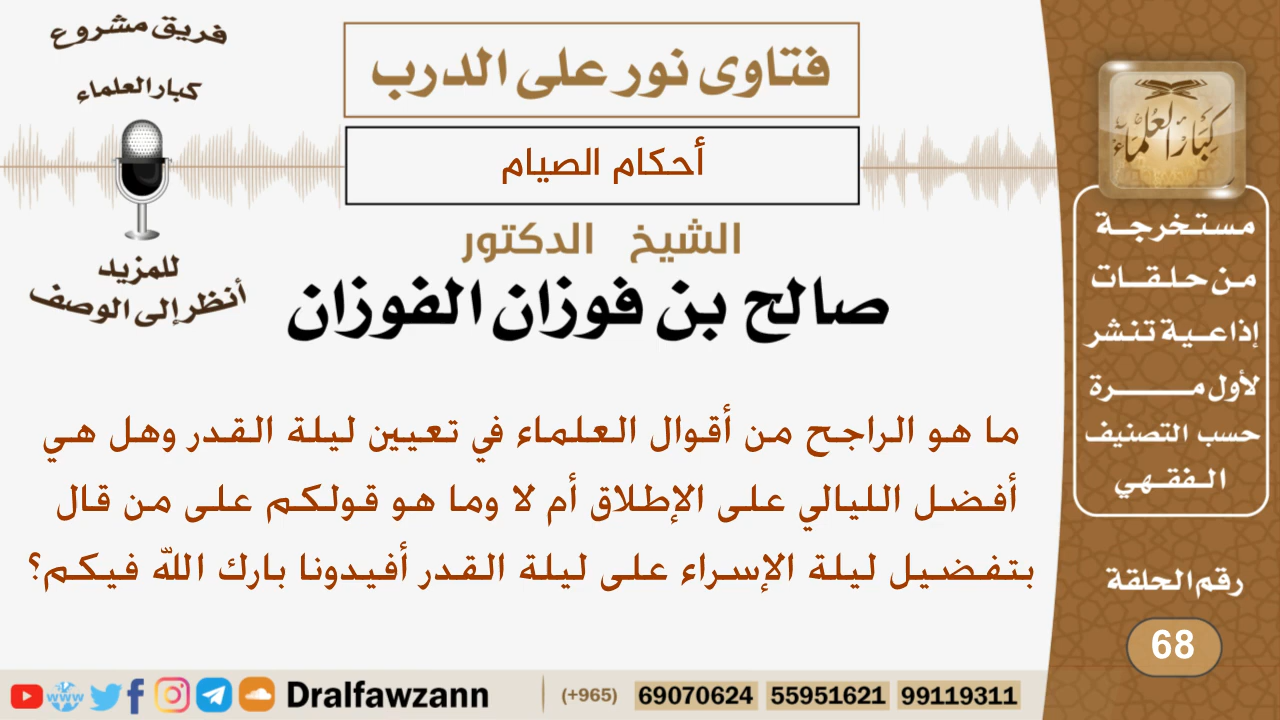 فريق مشروع
كبار العلماء
فتاوى نور على الدرب
أحكام الصيام
الشيخ الدكتور
صالح بن فوزان الفوزان
للمزيد
أنظر إلى الوصف
ما هو الراجح من أقوال العلماء في تعيين ليلة القدر وهل هي
أفضل الليالي على الإطلاق أم لا وما هو قولكم على من قال
بتفضيل ليلة الإسراء على ليلة القدر أفيدونا بارك الله فيكم؟
كبار العلماء
مستخرجة
من حلقات
إذاعية تنشر
لأول مرة
حسب التصنيف
الفقهي
رقم الحلقة
68
www
Dralfawzann (+965) 69070624 55951621 99119311